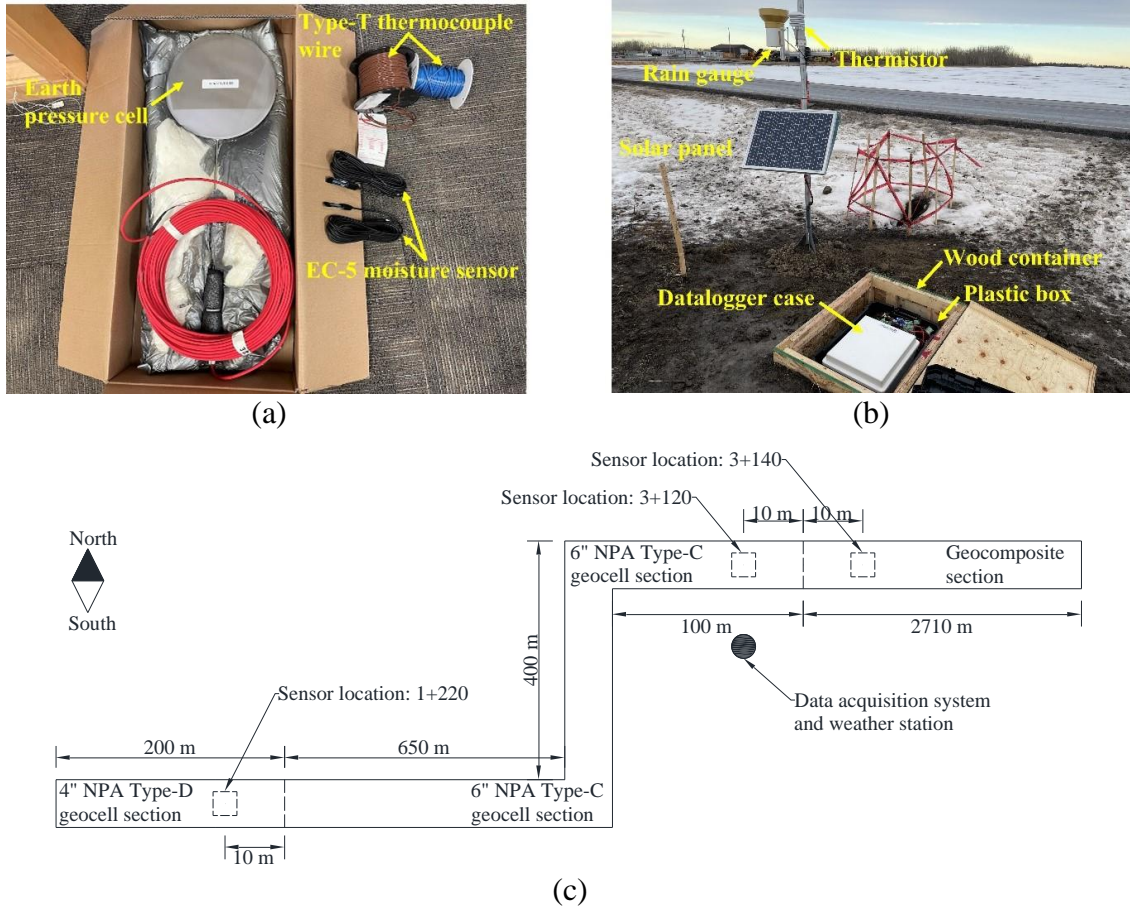 Type-T thermocouple
wire
Earth
pressure cell
EC-5 moisture sensor
(a)
Thermistor
Rain gauge
Solar panel
Wood container
Datalogger case
Plastic box
(b)
Sensor location: 3+140
Sensor location: 3+120
10 m
10 m
North
South
6" NPA Type-C
geocell section
Geocomposite
section
100 m
2710 m
400 m
Data acquisition system
and weather station
Sensor location: 1+220
200 m
650 m
4" NPA Type-D
geocell section
6" NPA Type-C
geocell section
10 m
(c)